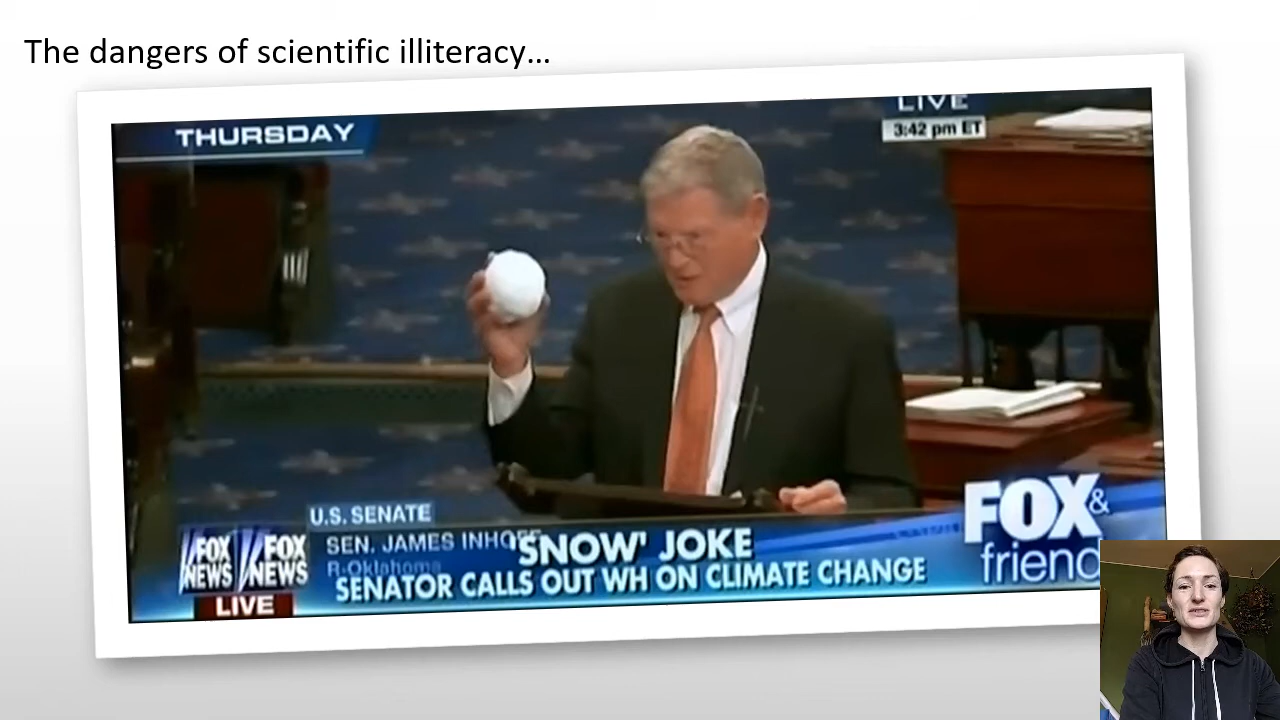 The dangers of scientific illiteracy...
THURSDAY
LIVE
3:42 pm ET
U.S. SENATE
SEN. JAMES INHOFE
R-Oklahoma
'SNOW' JOKE
SENATOR CALLS OUT WH ON CLIMATE CHANGE
FOX NEWS
FOX NEWS
LIVE
FOX &
friend